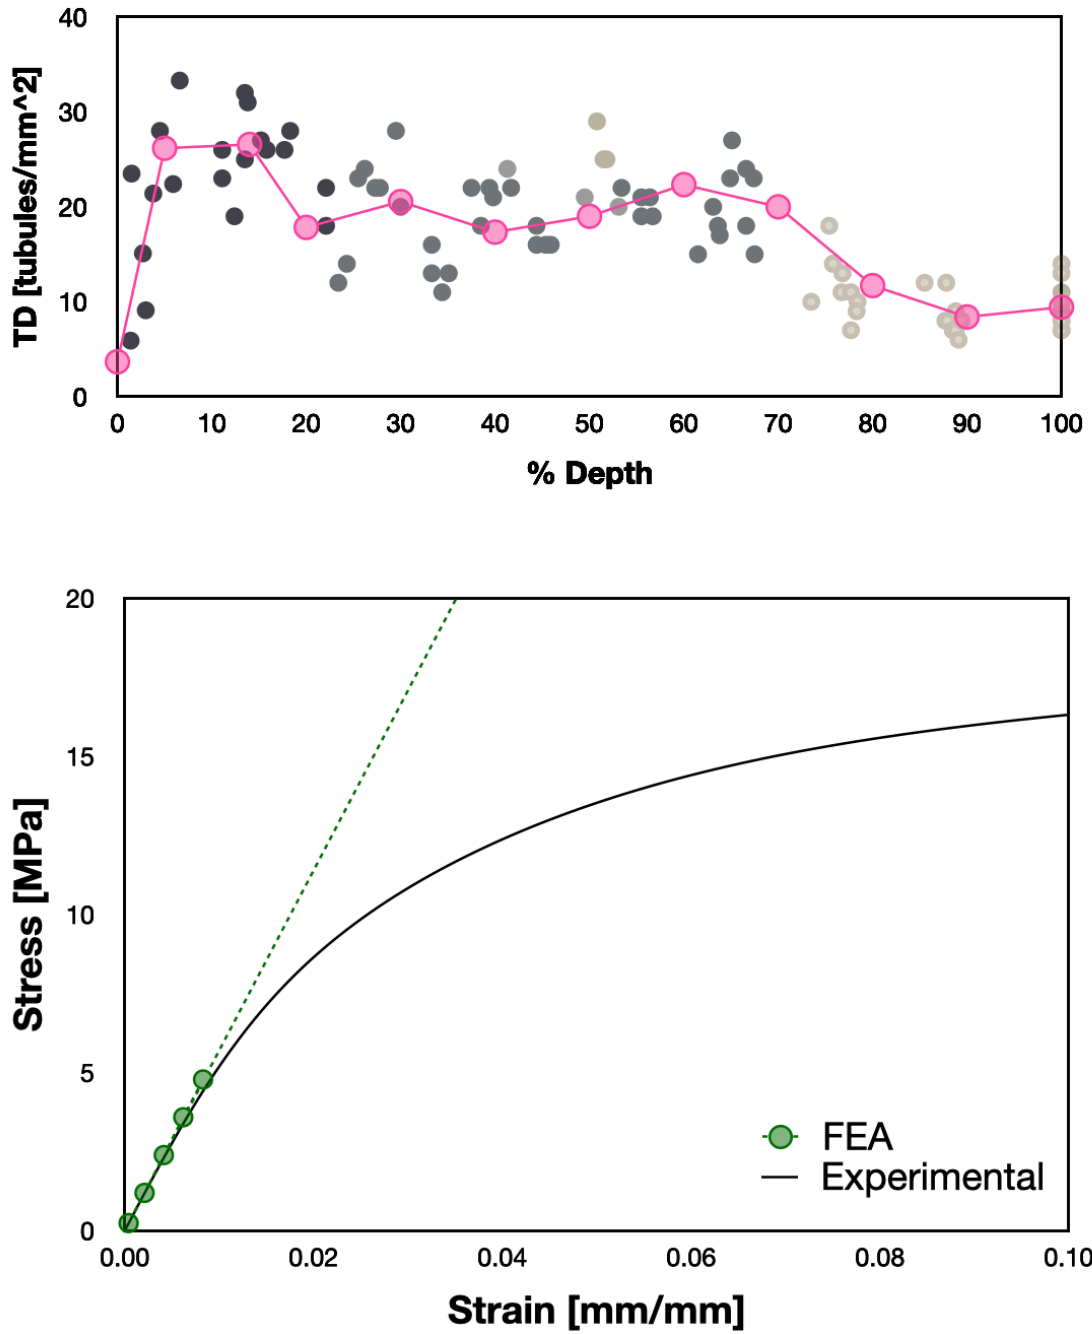 40
30
20
10
0
TD [tubules/mm^2]
0 10 20 30 40 50 60 70 80 90 100
% Depth
20
15
10
5
0
Stress [MPa]
FEA
Experimental
0.00 0.02 0.04 0.06 0.08 0.10
Strain [mm/mm]